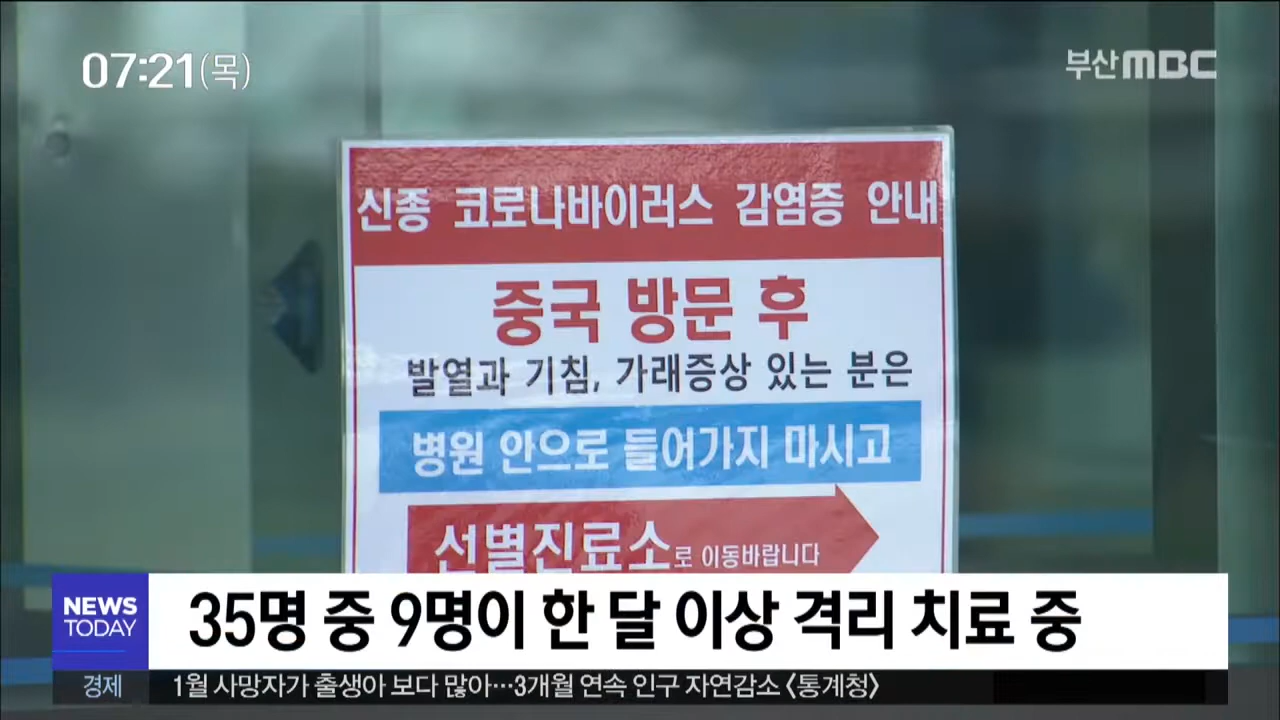 07:21(목)
부산MBC
신종 코로나바이러스 감염증 안내
중국 방문 후
발열과 기침, 가래증상 있는 분은
병원 안으로 들어가지 마시고
선별진료소로 이동바랍니다
NEWS
TODAY
35명 중 9명이 한 달 이상 격리 치료 중
경제
1월 사망자가 출생아 보다 많아…3개월 연속 인구 자연감소 〈통계청〉